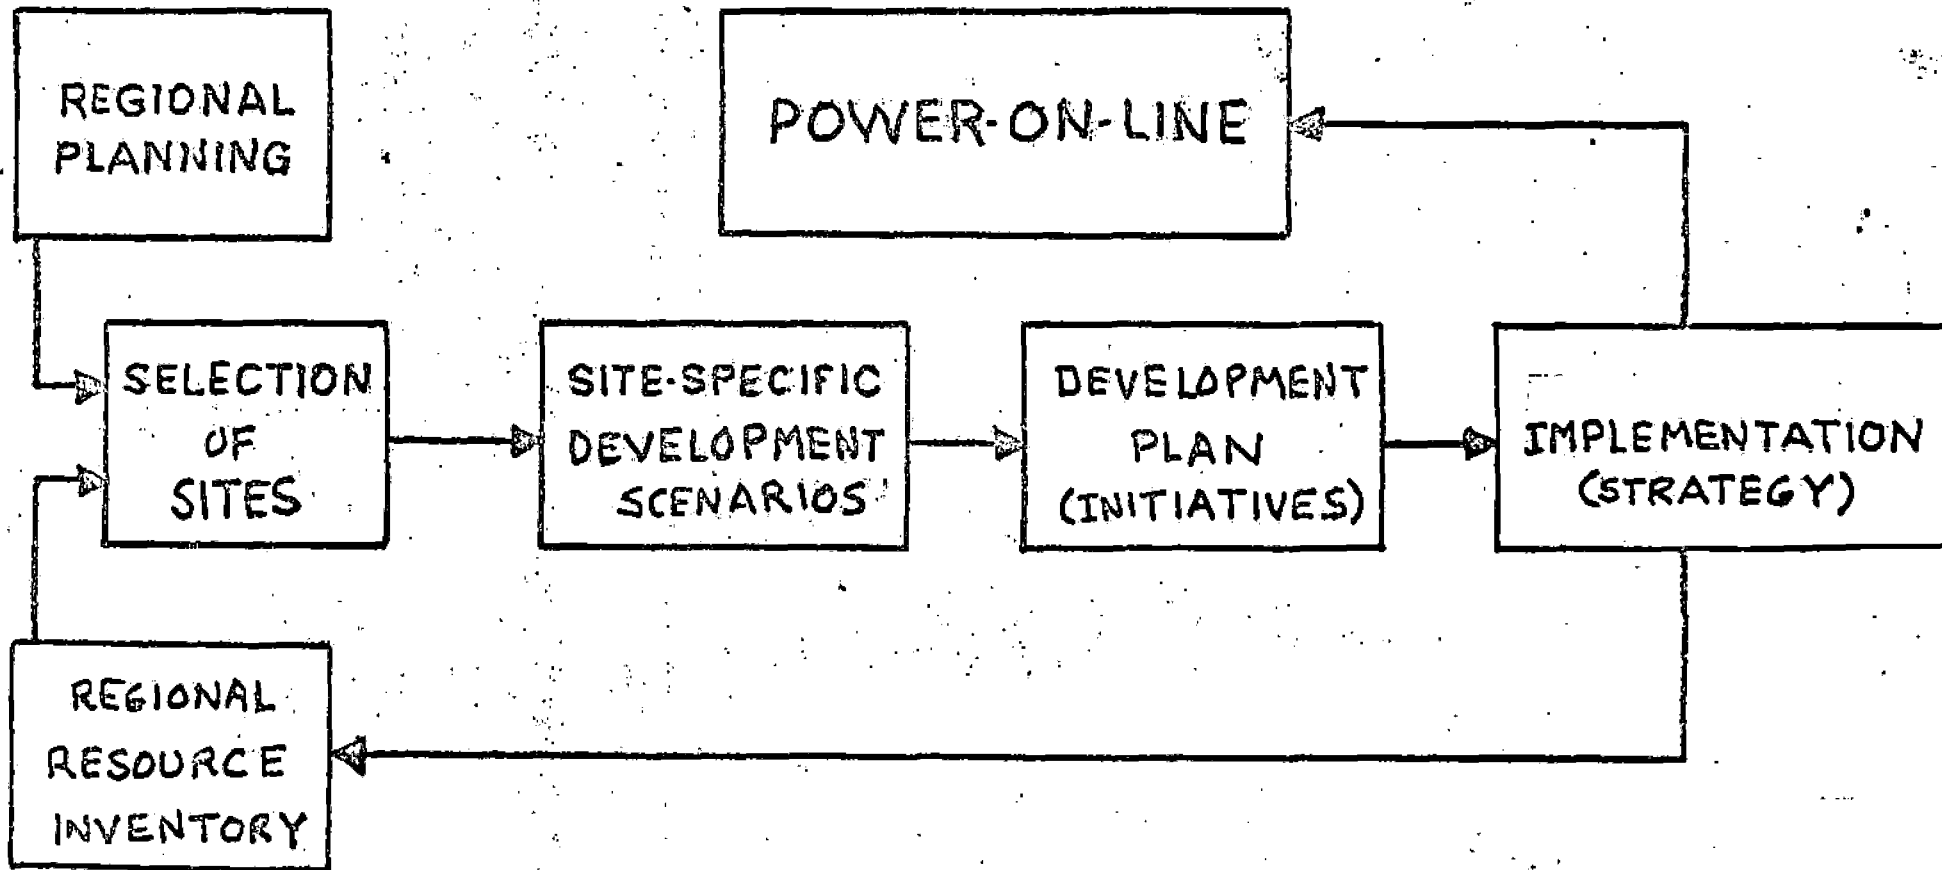 REGIONAL
PLANNING
POWER-ON-LINE
SELECTION
OF
SITES
SITE-SPECIFIC
DEVELOPMENT
SCENARIOS
DEVELOPMENT
PLAN
(INITIATIVES)
IMPLEMENTATION
(STRATEGY)
REGIONAL
RESOURCE
INVENTORY